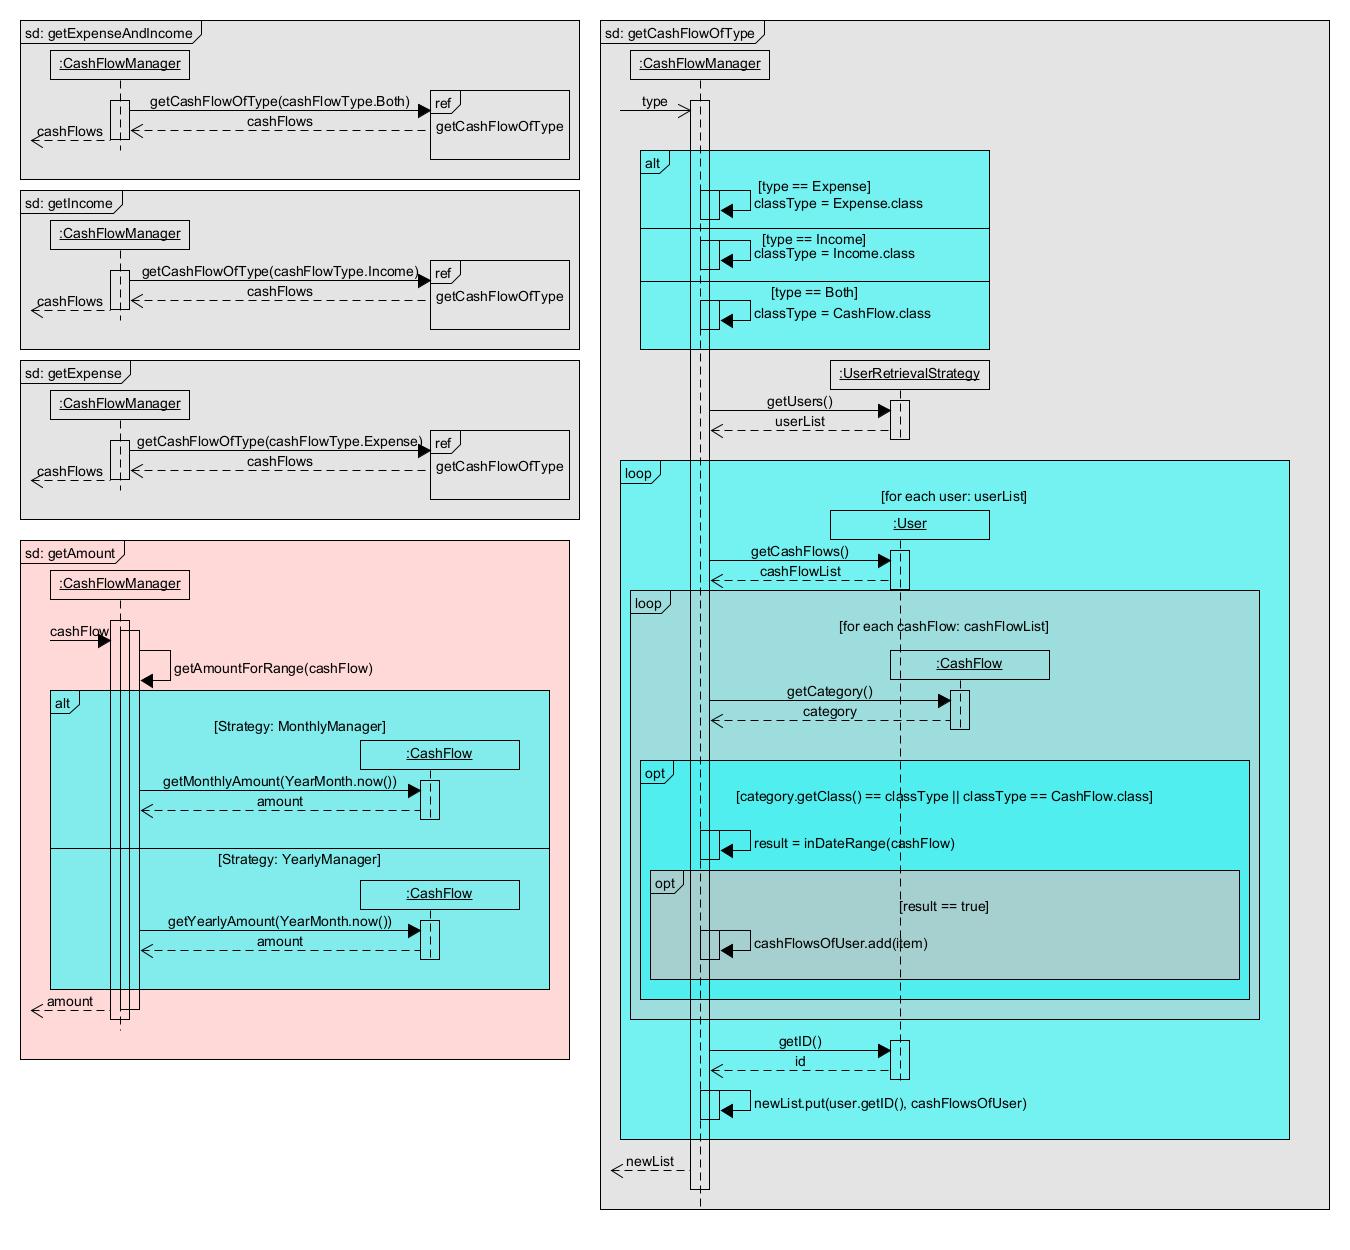 sd: getExpenseAndIncome
:CashFlowManager
getCashFlowOfType(cashFlowType.Both)
ref
cashFlows
getCashFlowOfType
cashFlows
sd: getIncome
:CashFlowManager
getCashFlowOfType(cashFlowType.Income)
ref
cashFlows
getCashFlowOfType
cashFlows
sd: getExpense
:CashFlowManager
getCashFlowOfType(cashFlowType.Expense)
ref
cashFlows
getCashFlowOfType
cashFlows
sd: getAmount
:CashFlowManager
cashFlow
getAmountForRange(cashFlow)
alt
[Strategy: MonthlyManager]
:CashFlow
getMonthlyAmount(YearMonth.now())
amount
[Strategy: YearlyManager]
:CashFlow
getYearlyAmount(YearMonth.now())
amount
amount
sd: getCashFlowOfType
:CashFlowManager
type
alt
[type == Expense]
classType = Expense.class
[type == Income]
classType = Income.class
[type == Both]
classType = CashFlow.class
:UserRetrievalStrategy
getUsers()
userList
loop
[for each user: userList]
:User
getCashFlows()
cashFlowList
loop
[for each cashFlow: cashFlowList]
:CashFlow
getCategory()
category
opt
[category.getClass() == classType || classType == CashFlow.class]
result = inDateRange(cashFlow)
opt
[result == true]
cashFlowsOfUser.add(item)
getID()
id
newList.put(user.getID(), cashFlowsOfUser)
newList